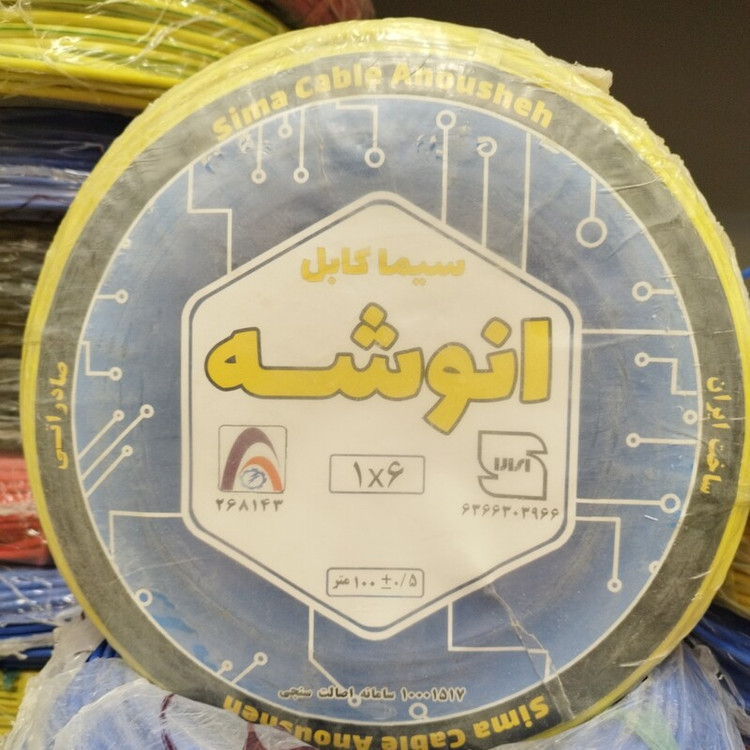 Sima Cable Anousheh
سیما کابل
انوشه
۱x۶
۲۶۸۱۴۳
۶۳۶۶۳۰۳۹۶۶
۱۰۰±۰/۵ متر
صادراتی
ساخت ایران
۱۰۰۰۱۵۱۷ سامانه اصالت سنجی
Sima Cable Anousheh